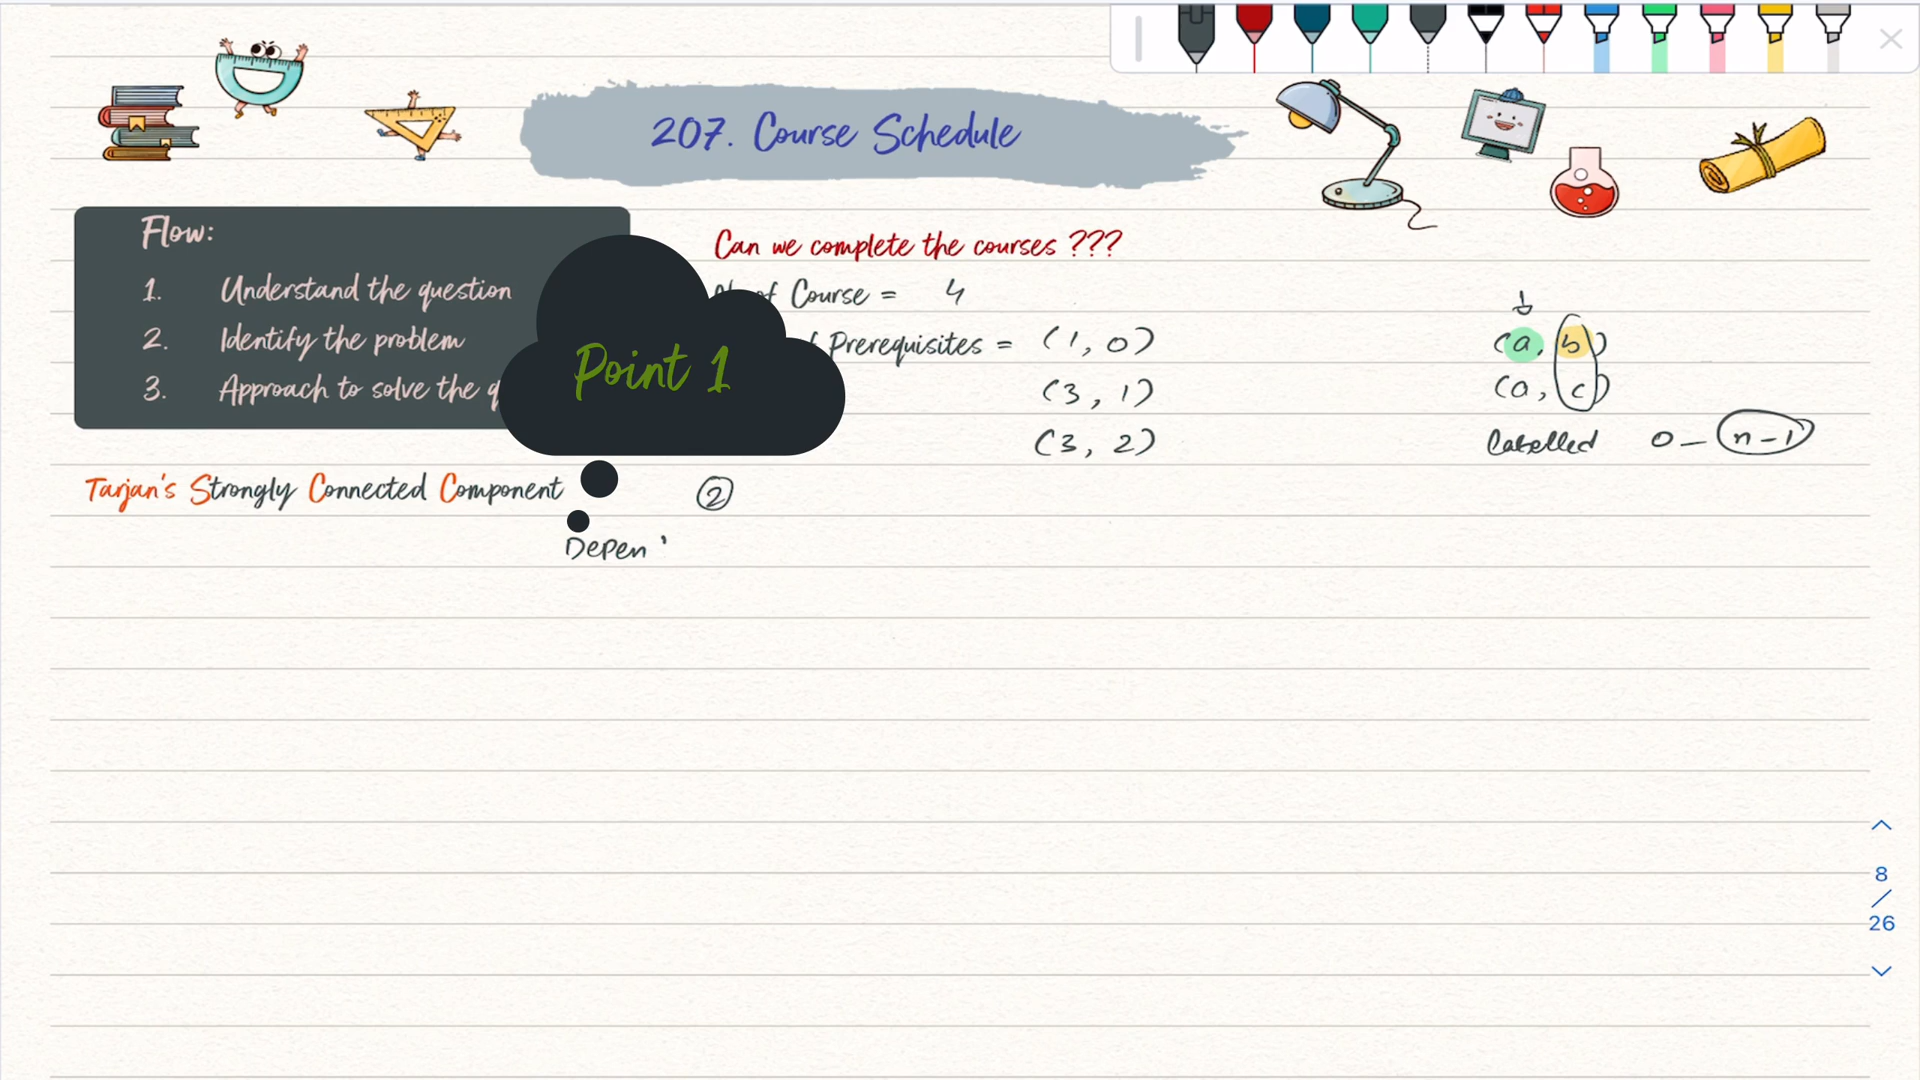 207. Course Schedule
Flow:
1. Understand the question
2. Identify the problem
3. Approach to solve the q
Point 1
Can we complete the courses ???
of Course = 4
Prerequisites = (1, 0)
(3, 1)
(3, 2)
(a, b)
(a, c)
Labelled 0 – n-1
Tarjan's Strongly Connected Component
2
Depen
8
/
26